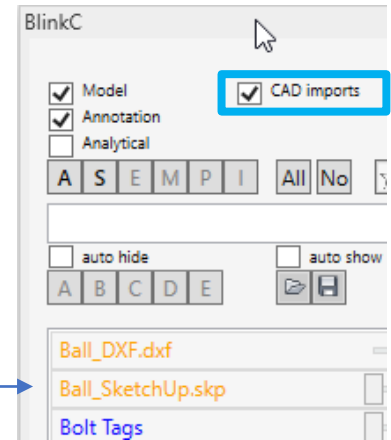 BlinkC
Model CAD imports
Annotation
Analytical
A S E M P I All No
auto hide auto show
A B C D E
Ball_DXF.dxf
Ball_SketchUp.skp
Bolt Tags